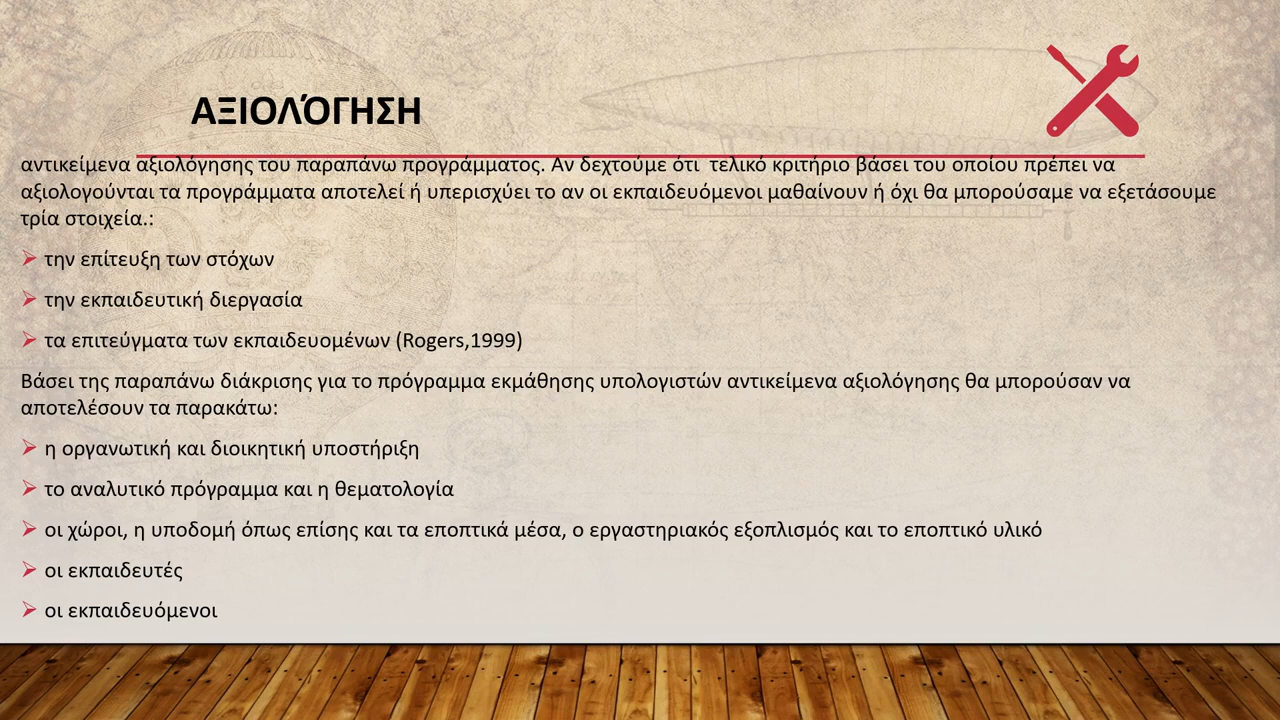 ΑΞΙΟΛΌΓΗΣΗ
αντικείμενα αξιολόγησης του παραπάνω προγράμματος. Αν δεχτούμε ότι  τελικό κριτήριο βάσει του οποίου πρέπει να
αξιολογούνται τα προγράμματα αποτελεί ή υπερισχύει το αν οι εκπαιδευόμενοι μαθαίνουν ή όχι θα μπορούσαμε να εξετάσουμε
τρία στοιχεία.:
➢ την επίτευξη των στόχων
➢ την εκπαιδευτική διεργασία
➢ τα επιτεύγματα των εκπαιδευομένων (Rogers,1999)
Βάσει της παραπάνω διάκρισης για το πρόγραμμα εκμάθησης υπολογιστών αντικείμενα αξιολόγησης θα μπορούσαν να
αποτελέσουν τα παρακάτω:
➢ η οργανωτική και διοικητική υποστήριξη
➢ το αναλυτικό πρόγραμμα και η θεματολογία
➢ οι χώροι, η υποδομή όπως επίσης και τα εποπτικά μέσα, ο εργαστηριακός εξοπλισμός και το εποπτικό υλικό
➢ οι εκπαιδευτές
➢ οι εκπαιδευόμενοι